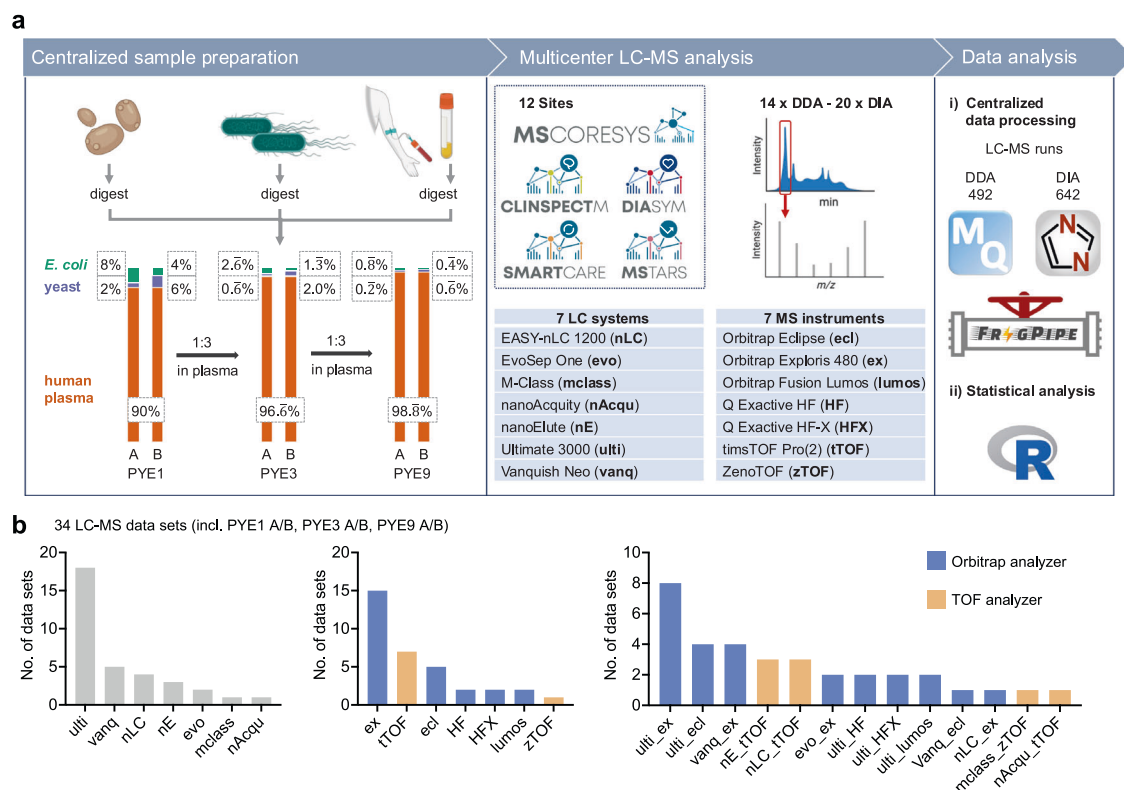 a
Centralized sample preparation
Multicenter LC-MS analysis
Data analysis
digest
digest
digest
E. coli
yeast
human
plasma
8%
2%
4%
6%
2.6̅%
0.6̅%
1.3̅%
2.0%
0.8̅%
0.2̅%
0.4̅%
0.6̅%
1:3
in plasma
1:3
in plasma
90%
96.6̅%
98.8̅%
A B
PYE1
A B
PYE3
A B
PYE9
12 Sites
MSCORESYS
CLINSPECTM
DIASYM
SMARTCARE
MSTARS
14 x DDA - 20 x DIA
Intensity
min
Intensity
m/z
7 LC systems
EASY-nLC 1200 (nLC)
EvoSep One (evo)
M-Class (mclass)
nanoAcquity (nAcqu)
nanoElute (nE)
Ultimate 3000 (ulti)
Vanquish Neo (vanq)
7 MS instruments
Orbitrap Eclipse (ecl)
Orbitrap Exploris 480 (ex)
Orbitrap Fusion Lumos (lumos)
Q Exactive HF (HF)
Q Exactive HF-X (HFX)
timsTOF Pro(2) (tTOF)
ZenoTOF (zTOF)
i) Centralized
data processing
LC-MS runs
DDA
492
DIA
642
M
Q
N
N
FRAGPIPE
ii) Statistical analysis
R
b
34 LC-MS data sets (incl. PYE1 A/B, PYE3 A/B, PYE9 A/B)
No. of data sets
20
15
10
5
0
ulti
vanq
nLC
nE
evo
mclass
nAcqu
No. of data sets
20
15
10
5
0
ex
tTOF
ecl
HF
HFX
lumos
zTOF
No. of data sets
10
8
6
4
2
0
ulti_ex
ulti_ecl
vanq_ex
nE_tTOF
nLC_tTOF
evo_ex
ulti_HF
ulti_HFX
ulti_lumos
Vanq_ecl
nLC_ex
mclass_zTOF
nAcqu_tTOF
Orbitrap analyzer
TOF analyzer